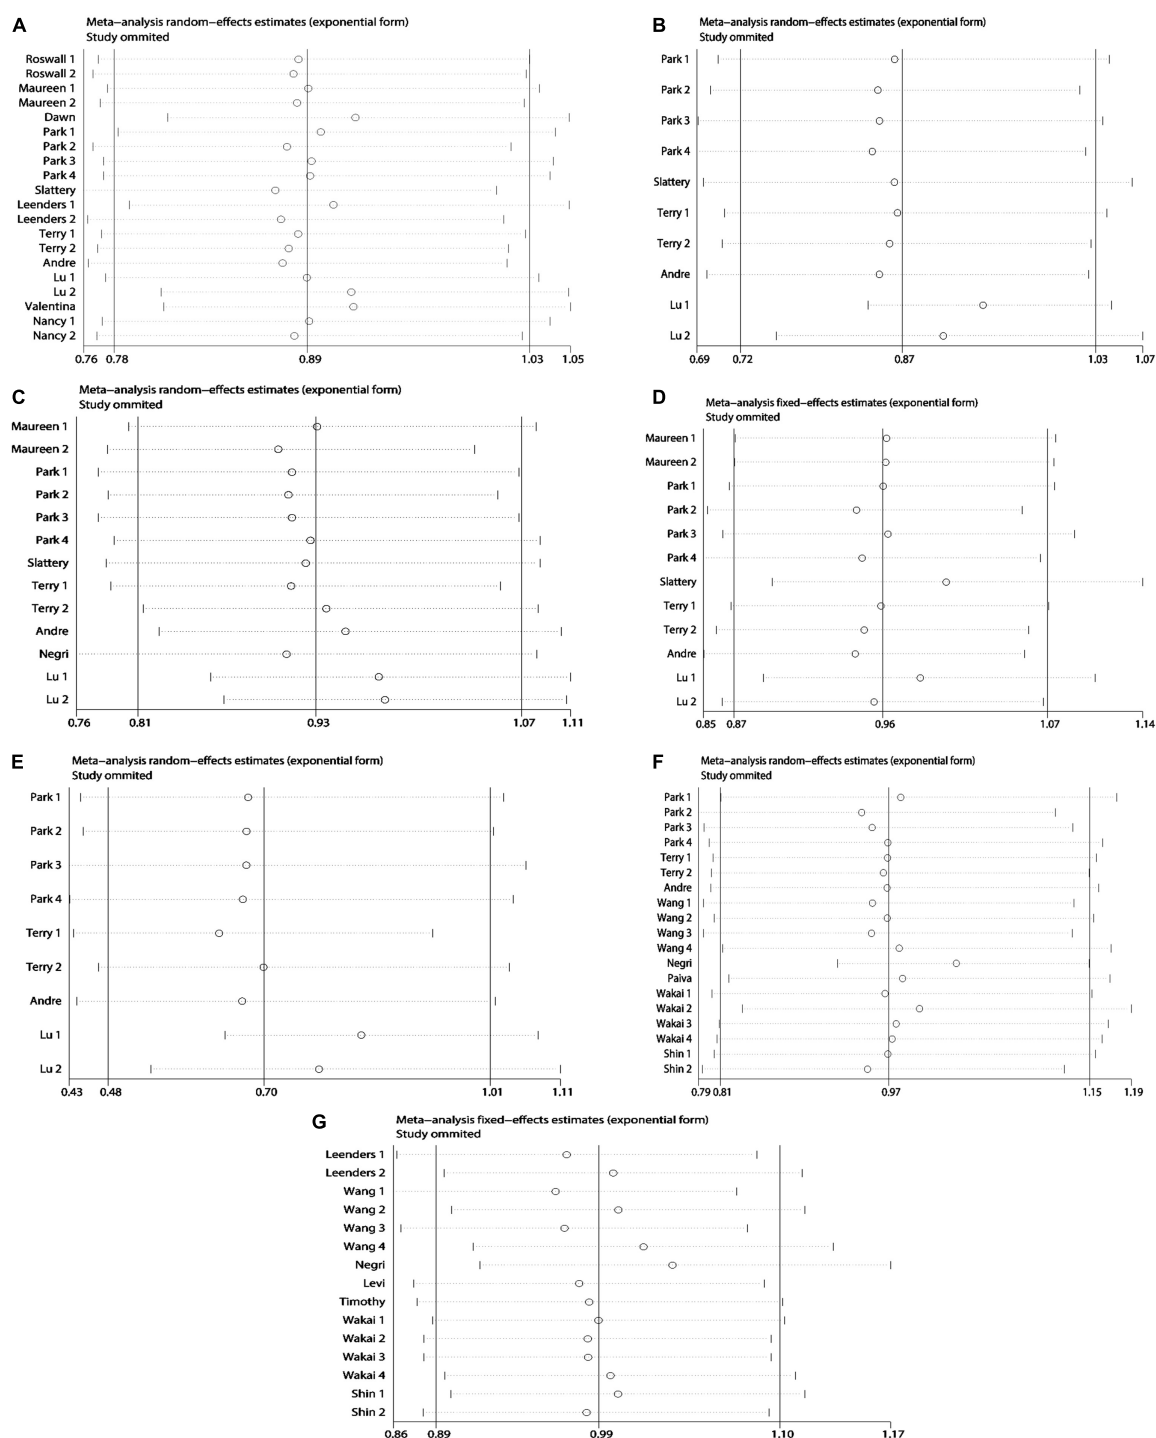 A
Meta−analysis random−effects estimates (exponential form)
Study ommited
Roswall 1
Roswall 2
Maureen 1
Maureen 2
Dawn
Park 1
Park 2
Park 3
Park 4
Slattery
Leenders 1
Leenders 2
Terry 1
Terry 2
Andre
Lu 1
Lu 2
Valentina
Nancy 1
Nancy 2
0.76 0.78 0.89 1.03 1.05
B
Meta−analysis random−effects estimates (exponential form)
Study ommited
Park 1
Park 2
Park 3
Park 4
Slattery
Terry 1
Terry 2
Andre
Lu 1
Lu 2
0.69 0.72 0.87 1.03 1.07
C
Meta−analysis random−effects estimates (exponential form)
Study ommited
Maureen 1
Maureen 2
Park 1
Park 2
Park 3
Park 4
Slattery
Terry 1
Terry 2
Andre
Negri
Lu 1
Lu 2
0.76 0.81 0.93 1.07 1.11
D
Meta−analysis fixed−effects estimates (exponential form)
Study ommited
Maureen 1
Maureen 2
Park 1
Park 2
Park 3
Park 4
Slattery
Terry 1
Terry 2
Andre
Lu 1
Lu 2
0.85 0.87 0.96 1.07 1.14
E
Meta−analysis random−effects estimates (exponential form)
Study ommited
Park 1
Park 2
Park 3
Park 4
Terry 1
Terry 2
Andre
Lu 1
Lu 2
0.43 0.48 0.70 1.01 1.11
F
Meta−analysis random−effects estimates (exponential form)
Study ommited
Park 1
Park 2
Park 3
Park 4
Terry 1
Terry 2
Andre
Wang 1
Wang 2
Wang 3
Wang 4
Negri
Paiva
Wakai 1
Wakai 2
Wakai 3
Wakai 4
Shin 1
Shin 2
0.79 0.81 0.97 1.15 1.19
G
Meta−analysis fixed−effects estimates (exponential form)
Study ommited
Leenders 1
Leenders 2
Wang 1
Wang 2
Wang 3
Wang 4
Negri
Levi
Timothy
Wakai 1
Wakai 2
Wakai 3
Wakai 4
Shin 1
Shin 2
0.86 0.89 0.99 1.10 1.17